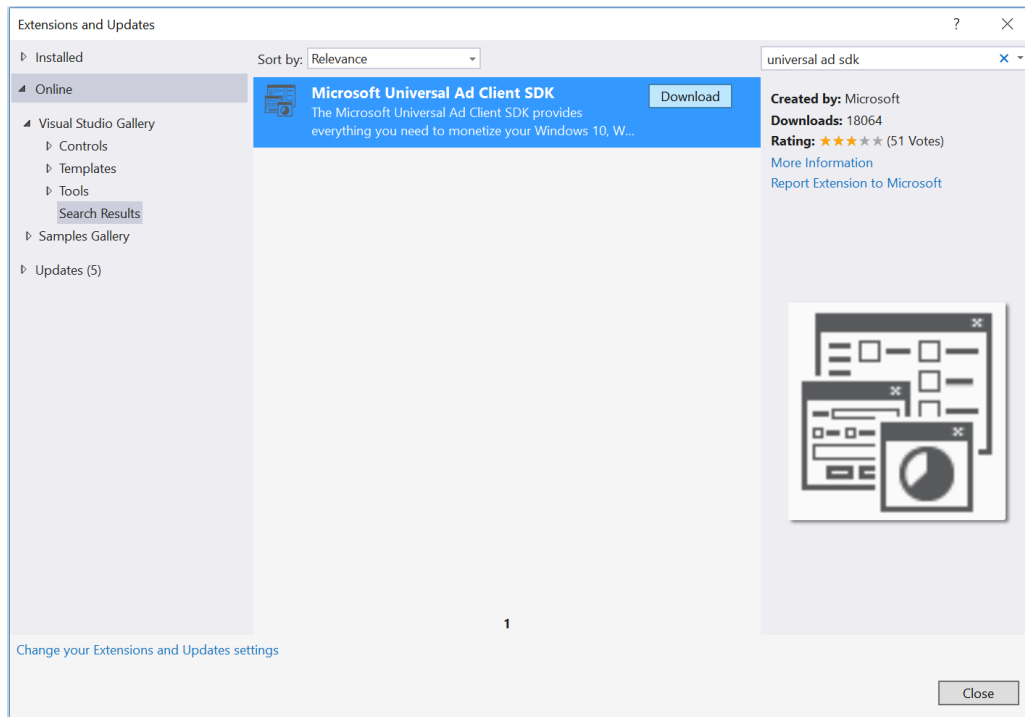 Extensions and Updates
?
Installed
Online
Visual Studio Gallery
Controls
Templates
Tools
Search Results
Samples Gallery
Updates (5)
Sort by: Relevance
Microsoft Universal Ad Client SDK
Download
The Microsoft Universal Ad Client SDK provides
everything you need to monetize your Windows 10, W...
1
universal ad sdk
Created by: Microsoft
Downloads: 18064
Rating: ★★★★★ (51 Votes)
More Information
Report Extension to Microsoft
Change your Extensions and Updates settings
Close